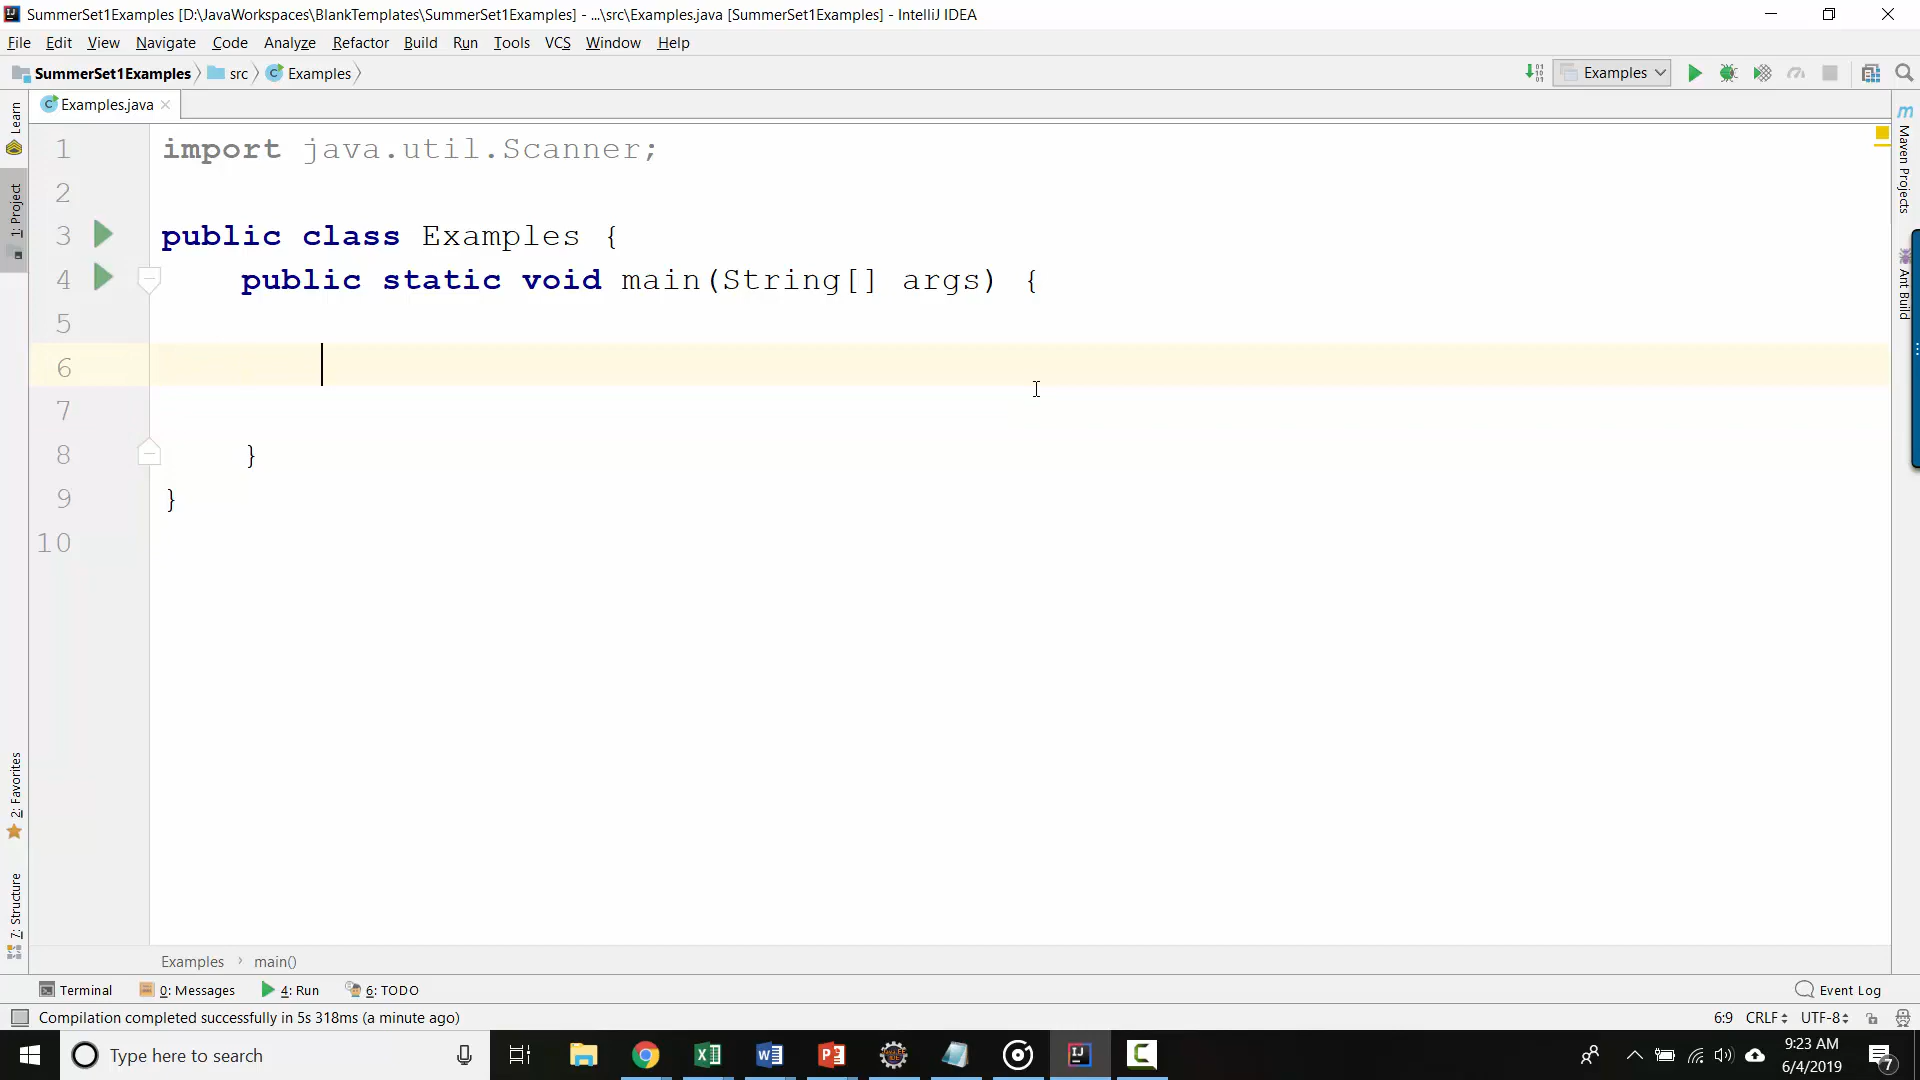 SummerSet1Examples [D:\JavaWorkspaces\BlankTemplates\SummerSet1Examples] - ...\src\Examples.java [SummerSet1Examples] - IntelliJ IDEA
File Edit View Navigate Code Analyze Refactor Build Run Tools VCS Window Help
SummerSet1Examples src Examples
Examples
Examples.java
Learn
1: Project
2: Favorites
7: Structure
1 import java.util.Scanner;
2
3 public class Examples {
4 public static void main(String[] args) {
5
6
7
8 }
9 }
10
Maven Projects
Ant Build
Examples › main()
Terminal 0: Messages 4: Run 6: TODO Event Log
Compilation completed successfully in 5s 318ms (a minute ago) 6:9 CRLF UTF-8
Type here to search
9:23 AM
6/4/2019
7